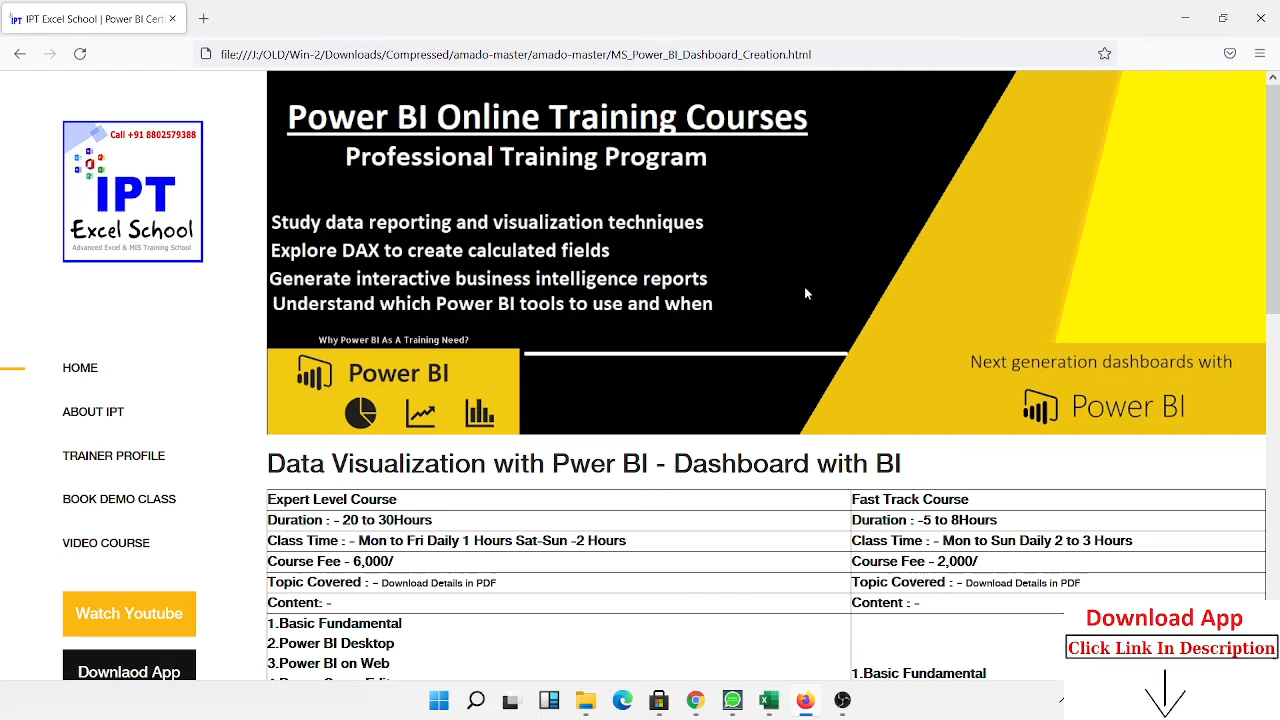 IPT Excel School | Power BI Cert
file:///J:/OLD/Win-2/Downloads/Compressed/amado-master/amado-master/MS_Power_BI_Dashboard_Creation.html
Call +91 8802579388
IPT
Excel School
Advanced Excel & MIS Training School
HOME
ABOUT IPT
TRAINER PROFILE
BOOK DEMO CLASS
VIDEO COURSE
Watch Youtube
Downlaod App
Power BI Online Training Courses
Professional Training Program
Study data reporting and visualization techniques
Explore DAX to create calculated fields
Generate interactive business intelligence reports
Understand which Power BI tools to use and when
Why Power BI As A Training Need?
Power BI
Next generation dashboards with
Power BI
Data Visualization with Pwer BI - Dashboard with BI
Expert Level Course
Fast Track Course
Duration : - 20 to 30Hours
Duration : -5 to 8Hours
Class Time : - Mon to Fri Daily 1 Hours Sat-Sun -2 Hours
Class Time : - Mon to Sun Daily 2 to 3 Hours
Course Fee - 6,000/
Course Fee - 2,000/
Topic Covered : - Download Details in PDF
Topic Covered : - Download Details in PDF
Content: -
Content : -
1.Basic Fundamental
2.Power BI Desktop
3.Power BI on Web
1.Basic Fundamental
Download App
Click Link In Description